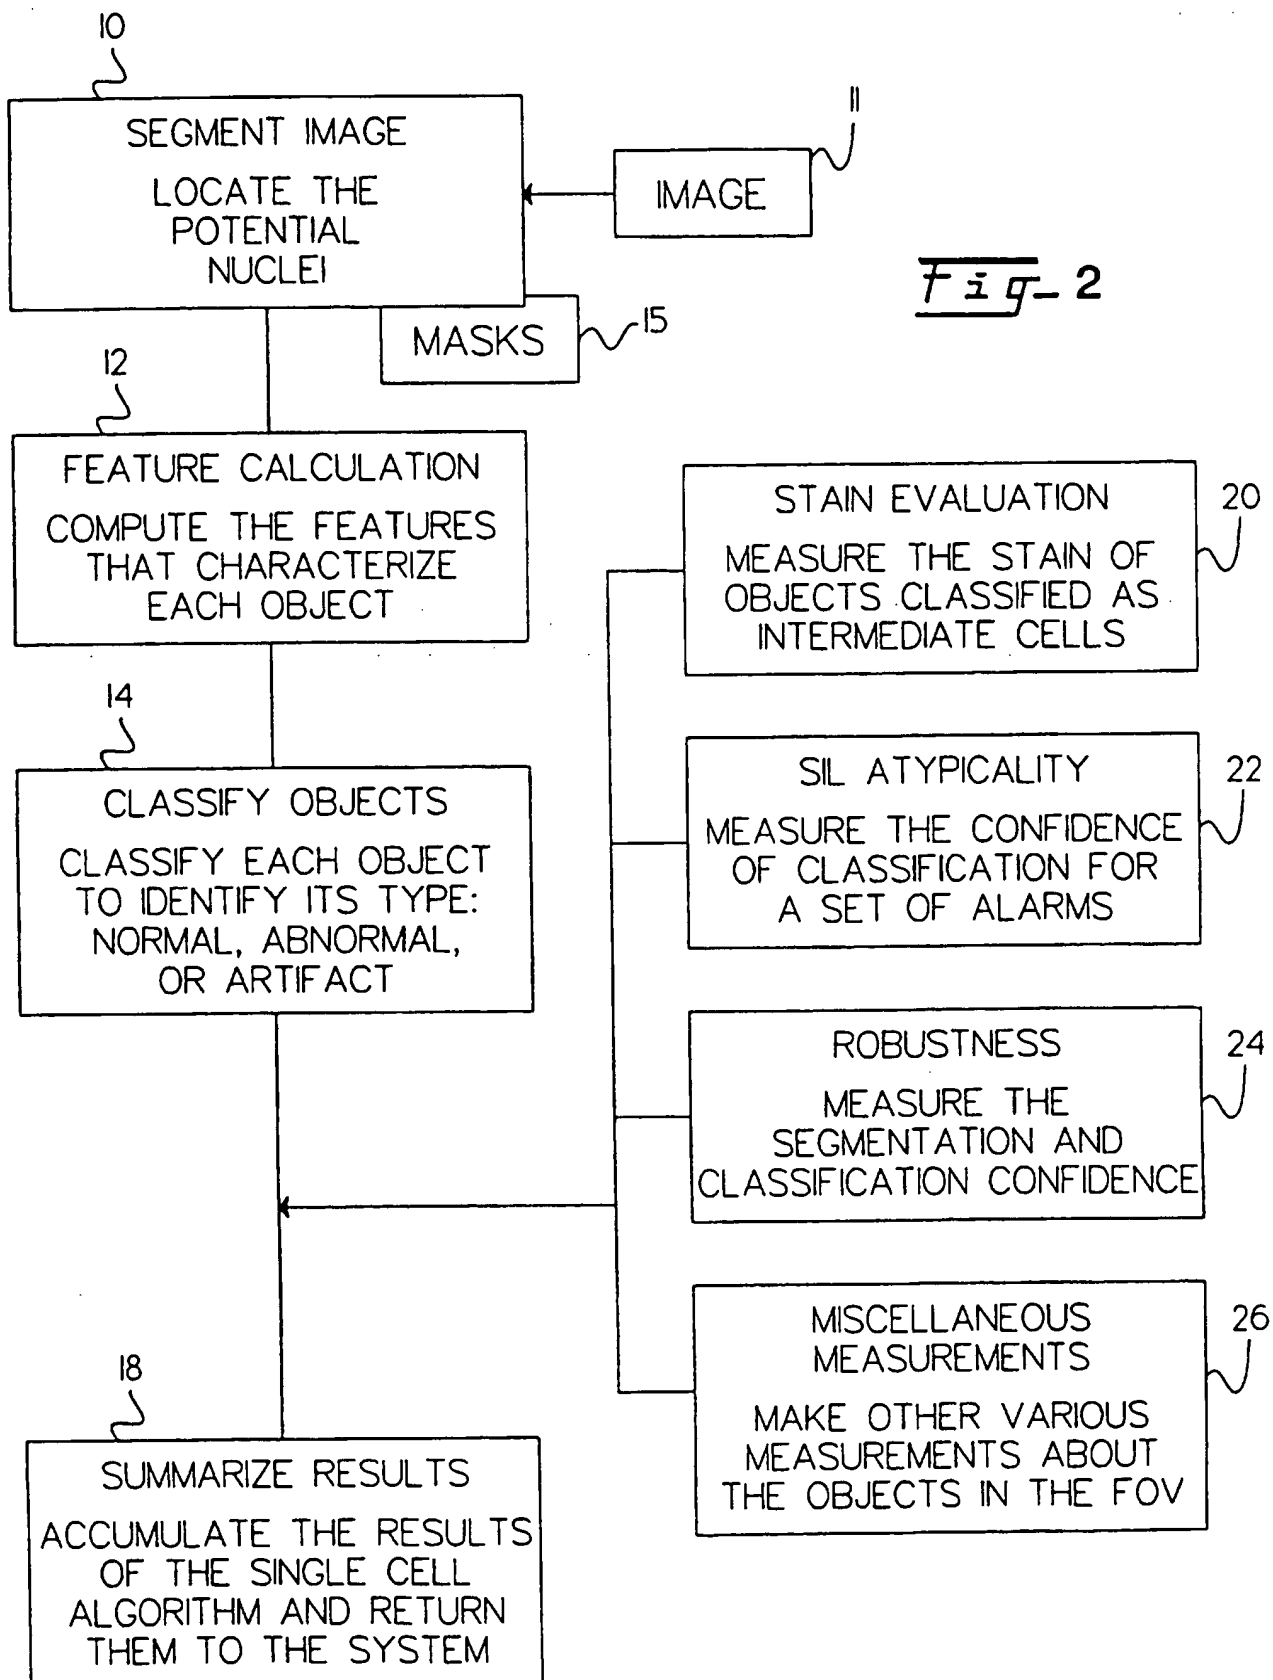 10
SEGMENT IMAGE
LOCATE THE
POTENTIAL
NUCLEI
11
IMAGE
Fig-2
MASKS
15
12
FEATURE CALCULATION
COMPUTE THE FEATURES
THAT CHARACTERIZE
EACH OBJECT
14
CLASSIFY OBJECTS
CLASSIFY EACH OBJECT
TO IDENTIFY ITS TYPE:
NORMAL, ABNORMAL,
OR ARTIFACT
20
STAIN EVALUATION
MEASURE THE STAIN OF
OBJECTS CLASSIFIED AS
INTERMEDIATE CELLS
22
SIL ATYPICALITY
MEASURE THE CONFIDENCE
OF CLASSIFICATION FOR
A SET OF ALARMS
24
ROBUSTNESS
MEASURE THE
SEGMENTATION AND
CLASSIFICATION CONFIDENCE
26
MISCELLANEOUS
MEASUREMENTS
MAKE OTHER VARIOUS
MEASUREMENTS ABOUT
THE OBJECTS IN THE FOV
18
SUMMARIZE RESULTS
ACCUMULATE THE RESULTS
OF THE SINGLE CELL
ALGORITHM AND RETURN
THEM TO THE SYSTEM